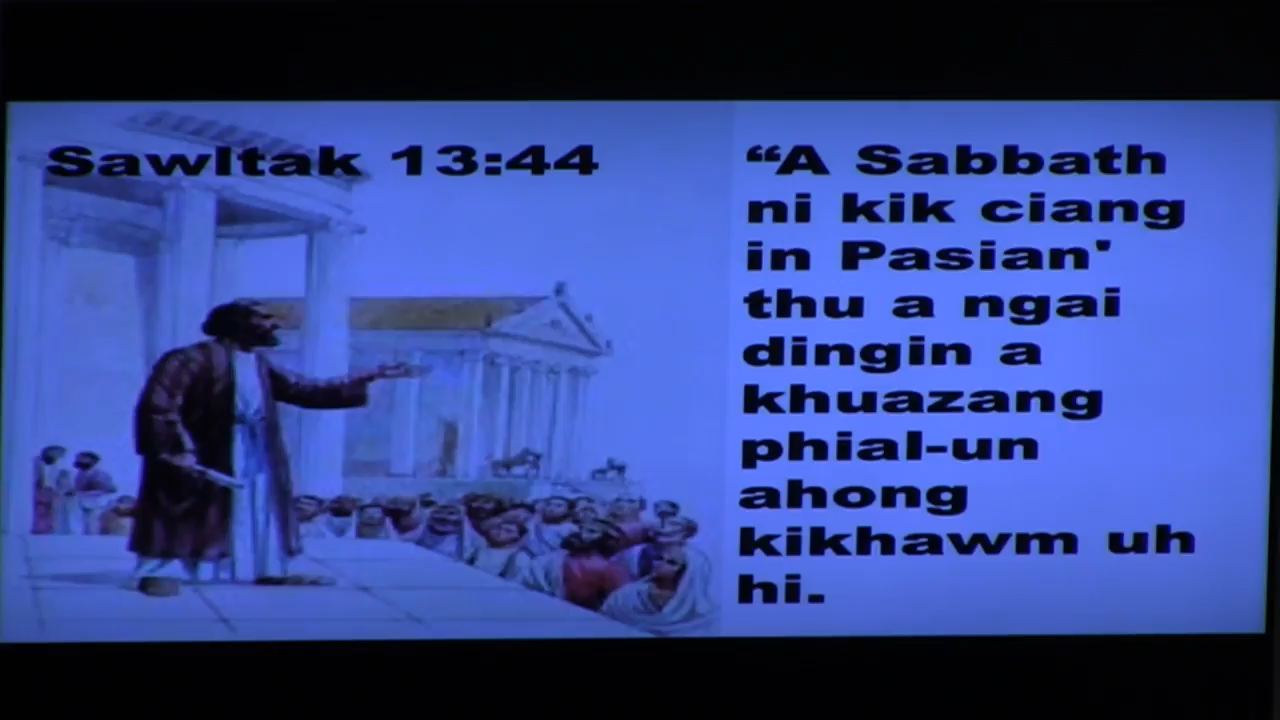 Sawltak 13:44
“A Sabbath
ni kik ciang
in Pasian'
thu a ngai
dingin a
khuazang
phial-un
ahong
kikhawm uh
hi.